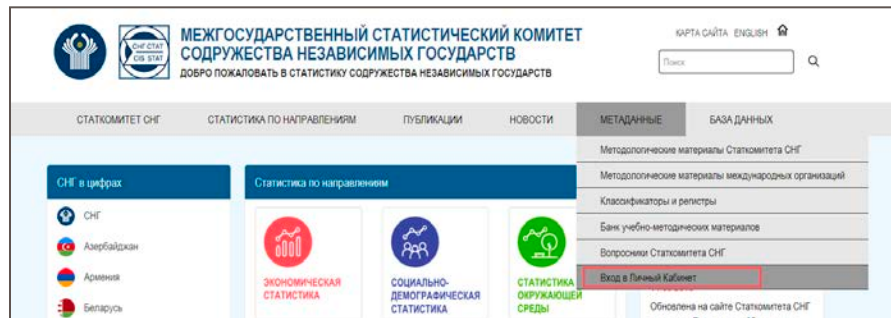 СНГ СТАТ
CIS STAT
МЕЖГОСУДАРСТВЕННЫЙ СТАТИСТИЧЕСКИЙ КОМИТЕТ
СОДРУЖЕСТВА НЕЗАВИСИМЫХ ГОСУДАРСТВ
ДОБРО ПОЖАЛОВАТЬ В СТАТИСТИКУ СОДРУЖЕСТВА НЕЗАВИСИМЫХ ГОСУДАРСТВ
КАРТА САЙТА ENGLISH
Поиск
СТАТКОМИТЕТ СНГ СТАТИСТИКА ПО НАПРАВЛЕНИЯМ ПУБЛИКАЦИИ НОВОСТИ МЕТАДАННЫЕ БАЗА ДАННЫХ
Методологические материалы Статкомитета СНГ
Методологические материалы международных организаций
Классификаторы и регистры
Банк учебно-методических материалов
Вопросники Статкомитета СНГ
Вход в Личный Кабинет
СНГ в цифрах
СНГ
Азербайджан
Армения
Беларусь
Статистика по направлениям
ЭКОНОМИЧЕСКАЯ
СТАТИСТИКА
СОЦИАЛЬНО-
ДЕМОГРАФИЧЕСКАЯ
СТАТИСТИКА
СТАТИСТИКА
ОКРУЖАЮЩЕЙ
СРЕДЫ
Обновлена на сайте Статкомитета СНГ